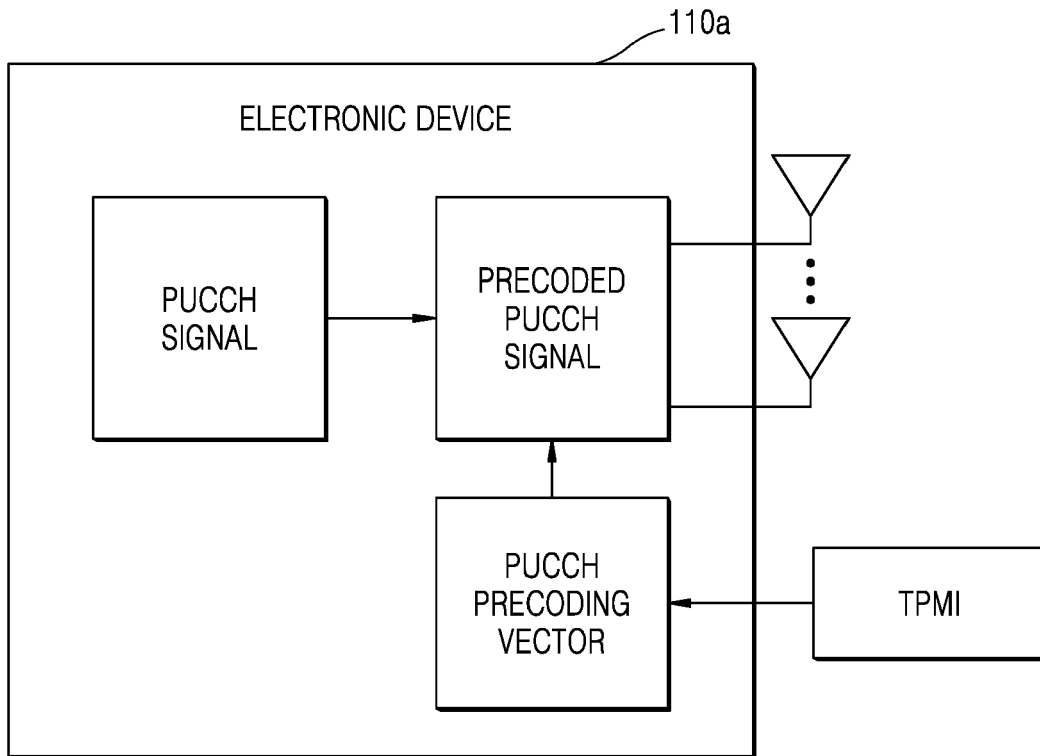 110a
ELECTRONIC DEVICE
PUCCH
SIGNAL
PRECODED
PUCCH
SIGNAL
PUCCH
PRECODING
VECTOR
TPMI